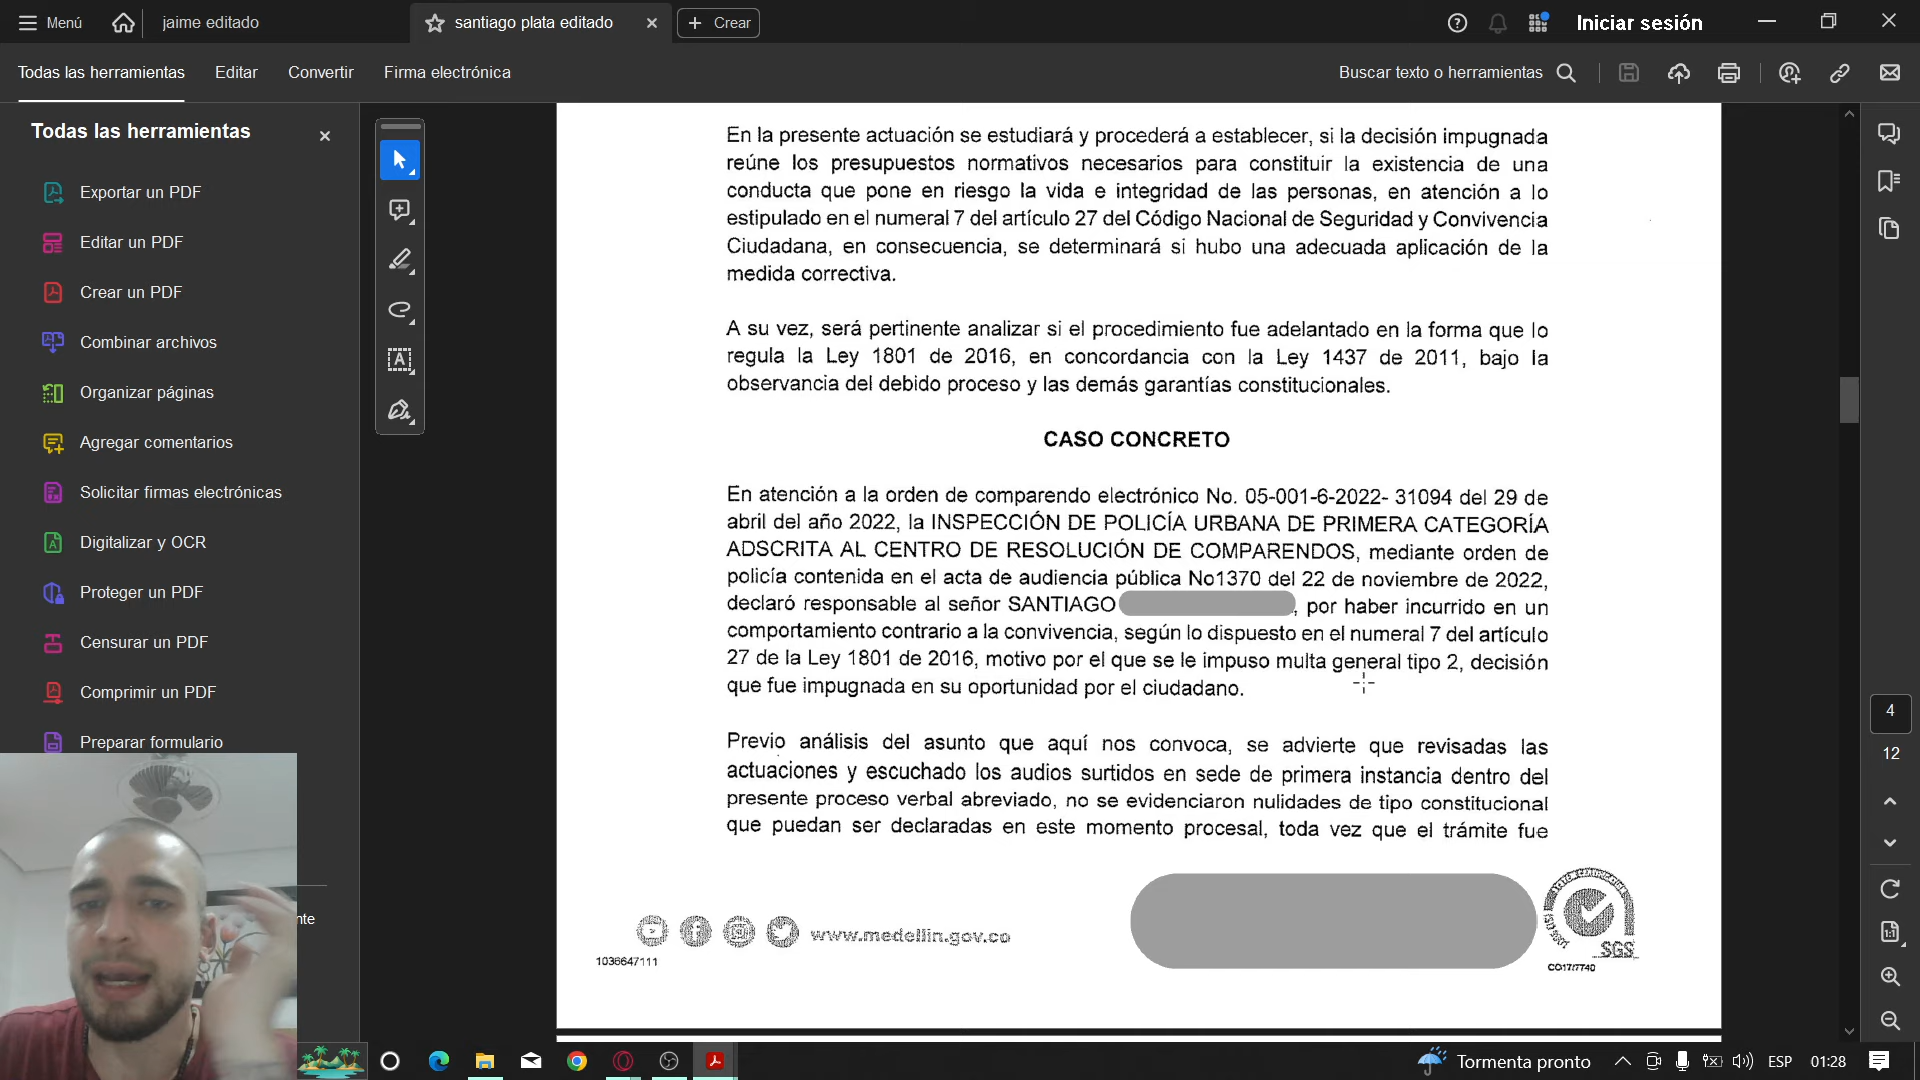 Menú
jaime editado
santiago plata editado
Crear
Iniciar sesión
Todas las herramientas
Editar
Convertir
Firma electrónica
Buscar texto o herramientas
Todas las herramientas
Exportar un PDF
Editar un PDF
Crear un PDF
Combinar archivos
Organizar páginas
Agregar comentarios
Solicitar firmas electrónicas
Digitalizar y OCR
Proteger un PDF
Censurar un PDF
Comprimir un PDF
Preparar formulario
nte
En la presente actuación se estudiará y procederá a establecer, si la decisión impugnada
reúne los presupuestos normativos necesarios para constituir la existencia de una
conducta que pone en riesgo la vida e integridad de las personas, en atención a lo
estipulado en el numeral 7 del artículo 27 del Código Nacional de Seguridad y Convivencia
Ciudadana, en consecuencia, se determinará si hubo una adecuada aplicación de la
medida correctiva.
A su vez, será pertinente analizar si el procedimiento fue adelantado en la forma que lo
regula la Ley 1801 de 2016, en concordancia con la Ley 1437 de 2011, bajo la
observancia del debido proceso y las demás garantías constitucionales.
CASO CONCRETO
En atención a la orden de comparendo electrónico No. 05-001-6-2022- 31094 del 29 de
abril del año 2022, la INSPECCIÓN DE POLICÍA URBANA DE PRIMERA CATEGORÍA
ADSCRITA AL CENTRO DE RESOLUCIÓN DE COMPARENDOS, mediante orden de
policía contenida en el acta de audiencia pública No1370 del 22 de noviembre de 2022,
declaró responsable al señor SANTIAGO , por haber incurrido en un
comportamiento contrario a la convivencia, según lo dispuesto en el numeral 7 del artículo
27 de la Ley 1801 de 2016, motivo por el que se le impuso multa general tipo 2, decisión
que fue impugnada en su oportunidad por el ciudadano.
Previo análisis del asunto que aquí nos convoca, se advierte que revisadas las
actuaciones y escuchado los audios surtidos en sede de primera instancia dentro del
presente proceso verbal abreviado, no se evidenciaron nulidades de tipo constitucional
que puedan ser declaradas en este momento procesal, toda vez que el trámite fue
www.medellin.gov.co
1036647111
SGS
CO17/7740
4
12
Tormenta pronto
ESP
01:28